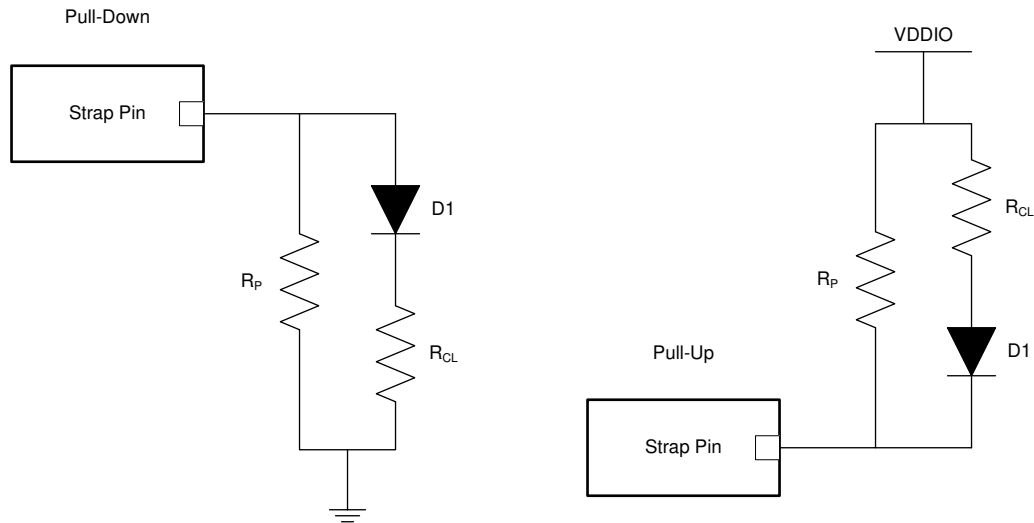 Pull-Down
Strap Pin
D1
RP
RCL
VDDIO
RCL
RP
D1
Pull-Up
Strap Pin